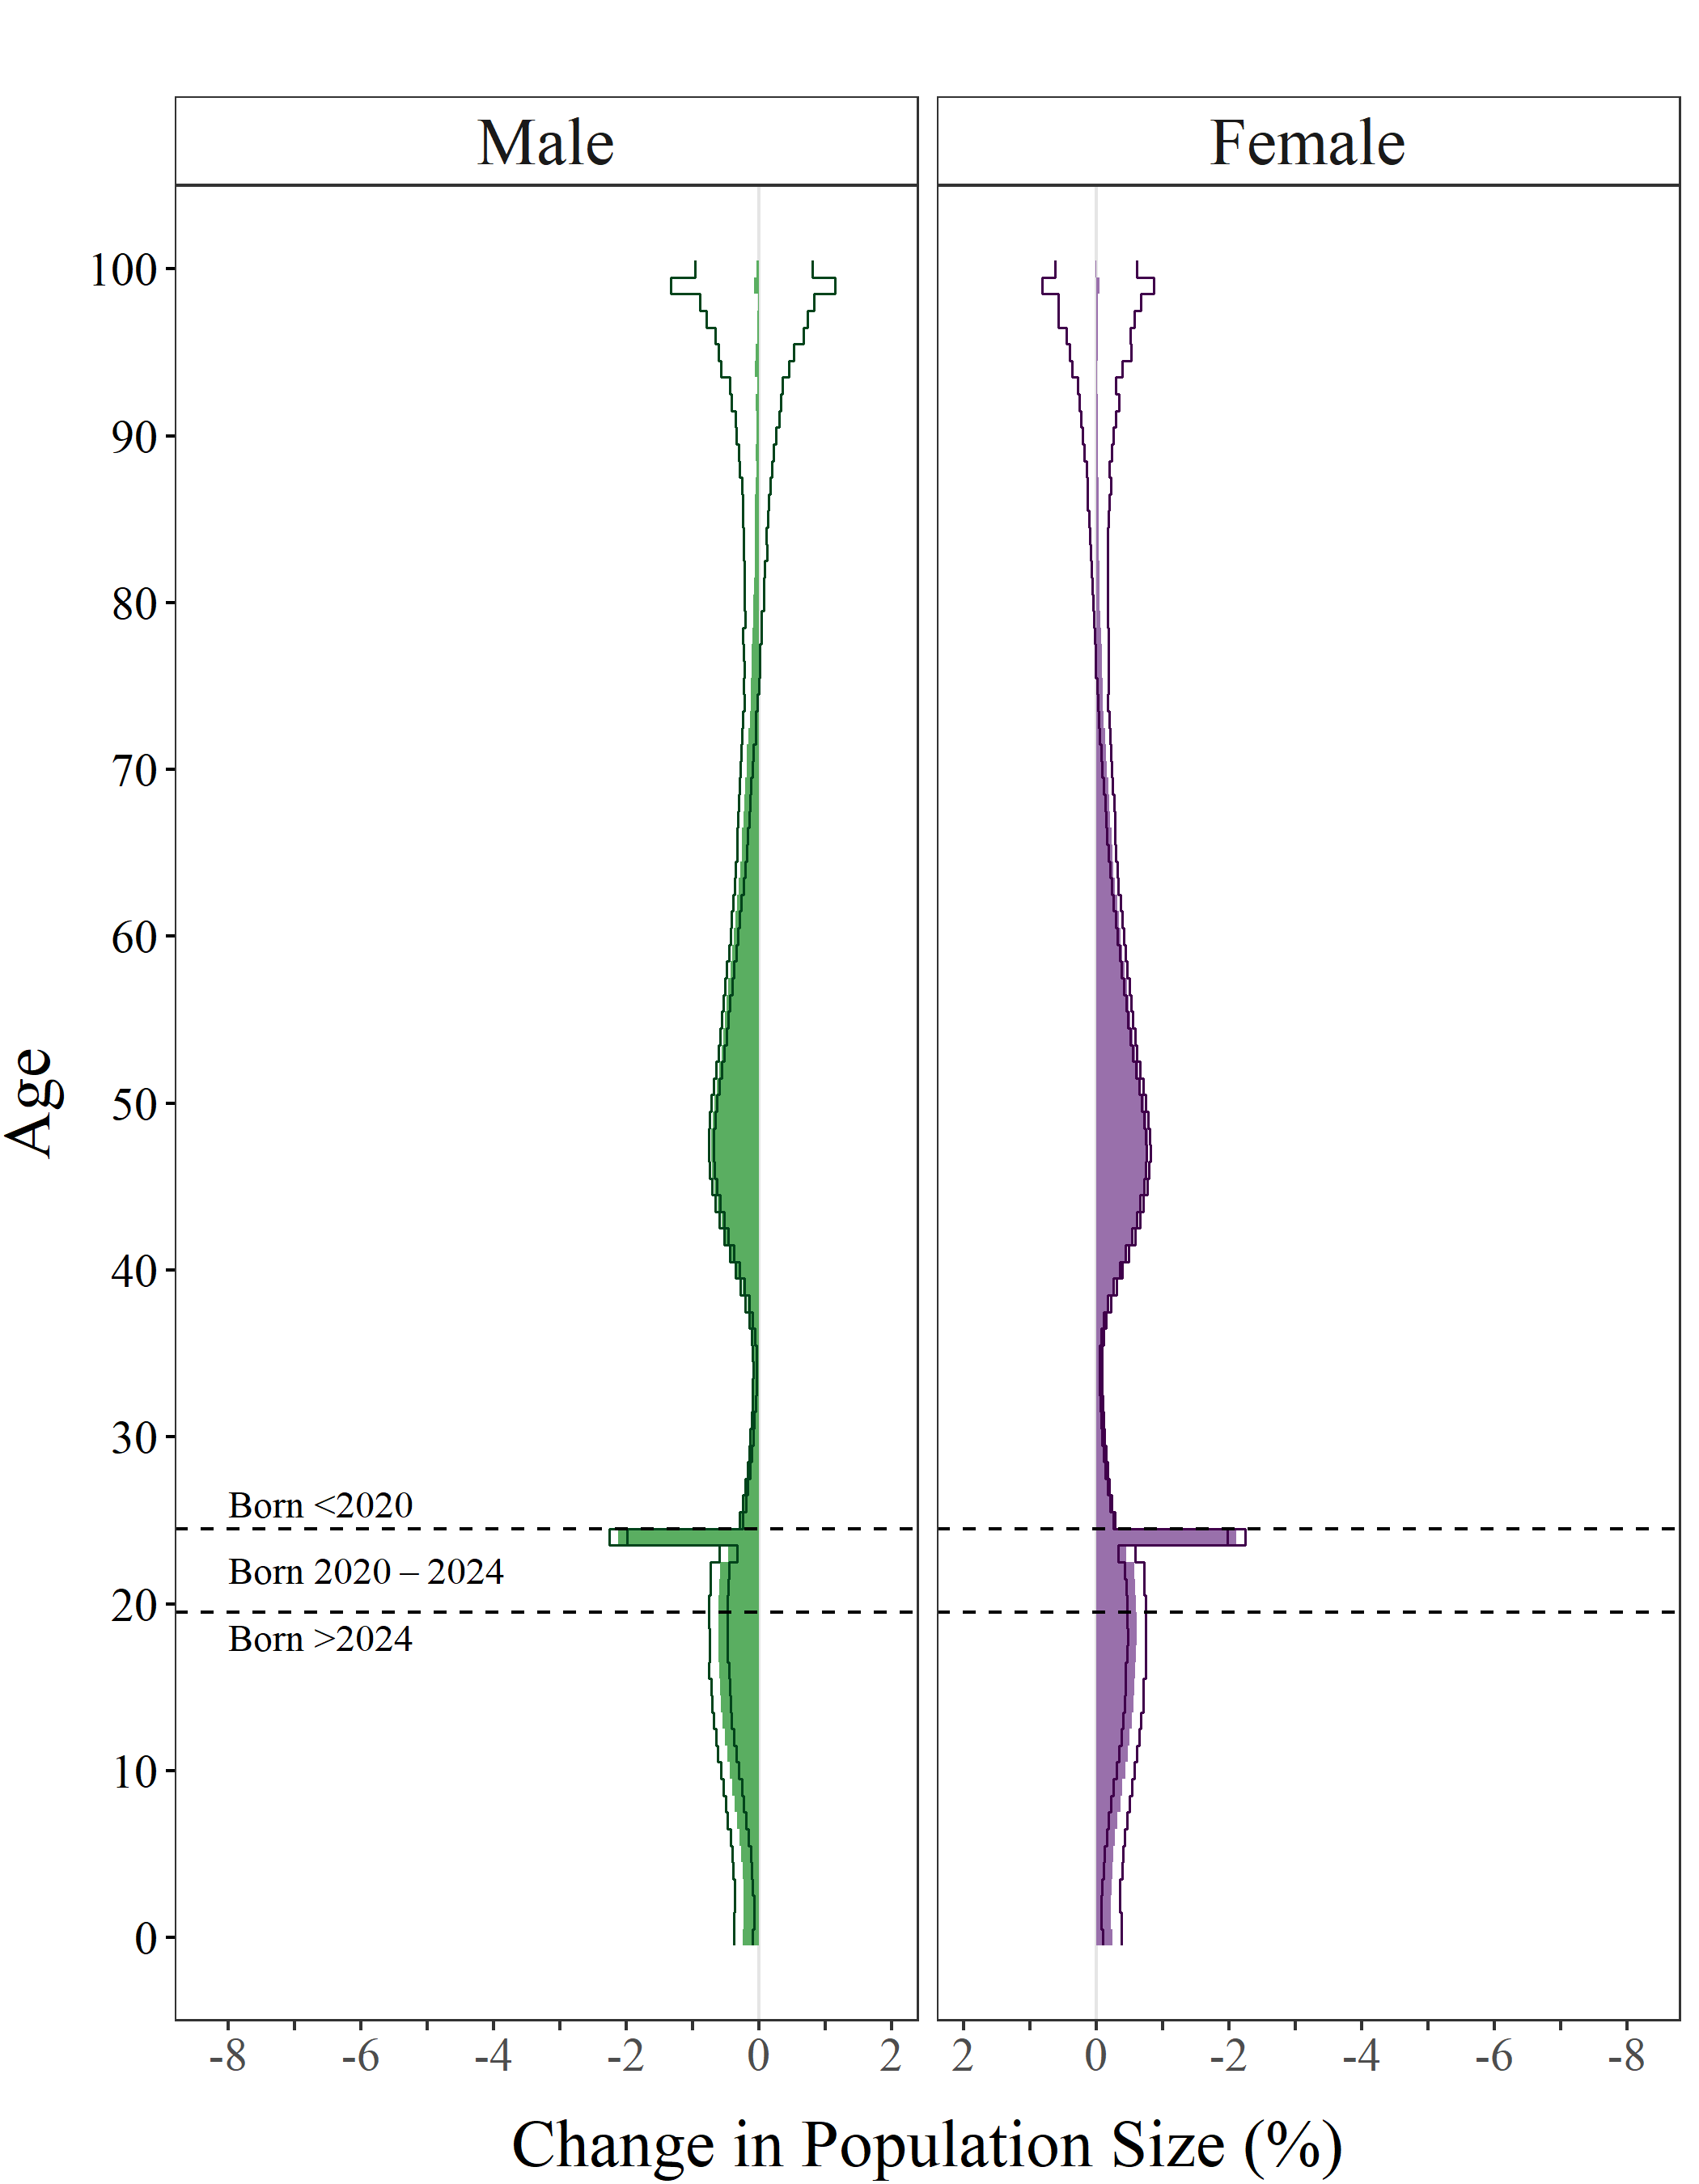 Male Female
100
90
80
70
60
50
40
30
Born <2020
Born 2020 – 2024
20
Born >2024
10
0
Age
-8 -6 -4 -2 0 2 2 0 -2 -4 -6 -8
Change in Population Size (%)